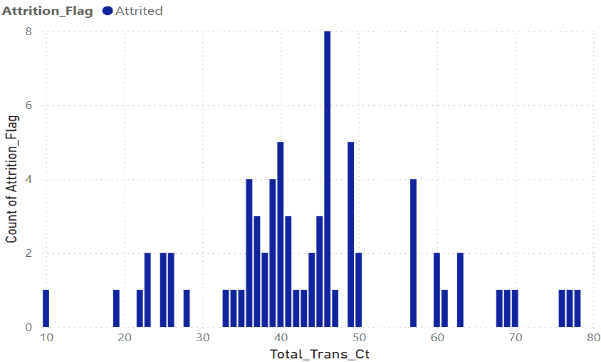 Attrition_Flag Attrited
8
6
4
2
0
Count of Attrition_Flag
10 20 30 40 50 60 70 80
Total_Trans_Ct